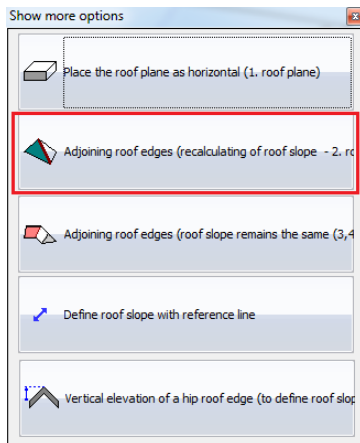 Show more options
Place the roof plane as horizontal (1. roof plane)
Adjoining roof edges (recalculating of roof slope - 2. ro
Adjoining roof edges (roof slope remains the same (3,4
Define roof slope with reference line
Vertical elevation of a hip roof edge (to define roof slop